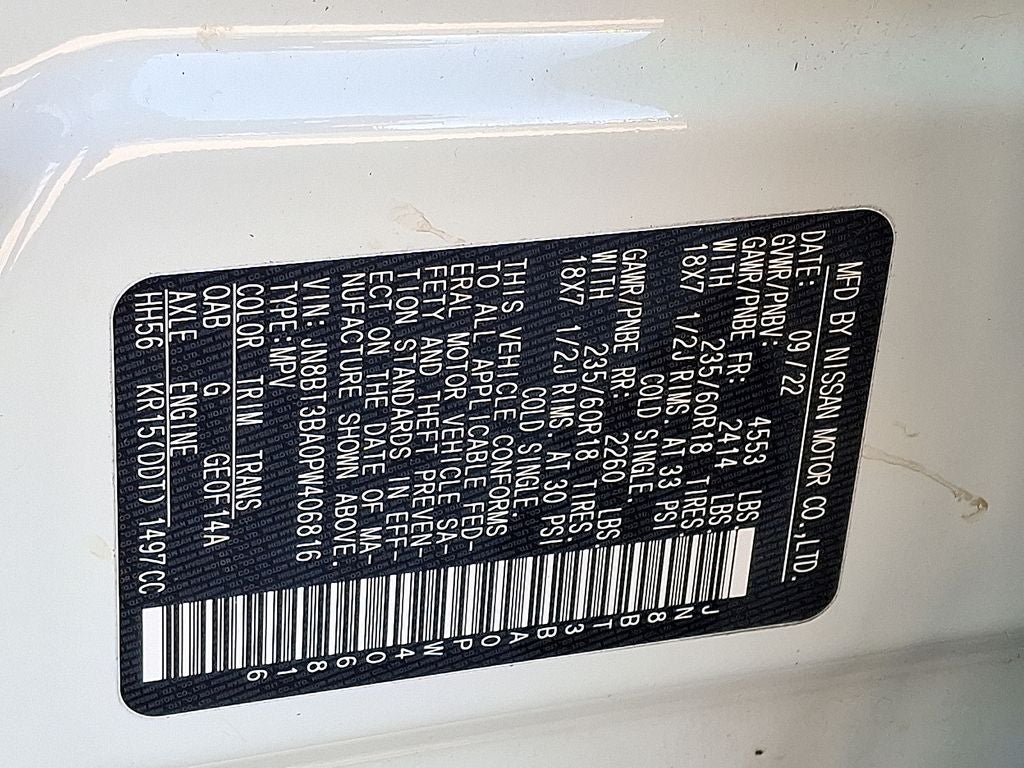 MFD BY NISSAN MOTOR CO.,LTD.
DATE: 09/22
GVWR/PNBV: 4553 LBS
GAWR/PNBE FR: 2414 LBS
WITH 235/60R18 TIRES.
18X7 1/2J RIMS. AT 33 PSI
COLD SINGLE.
GAWR/PNBE RR: 2260 LBS.
WITH 235/60R18 TIRES.
18X7 1/2J RIMS. AT 30 PSI
COLD SINGLE
THIS VEHICLE CONFORMS
TO ALL APPLICABLE FED-
ERAL MOTOR VEHICLE SA-
FETY AND THEFT PREVEN-
TION STANDARDS IN EFF-
ECT ON THE DATE OF MA-
NUFACTURE SHOWN ABOVE.
VIN: JN8BT3BA0PW406816
TYPE:MPV
COLOR TRIM TRANS
QAB G GE0F14A
AXLE ENGINE
HH56 KR15(DDT) 1497CC
JN8BT3BA0PW406816